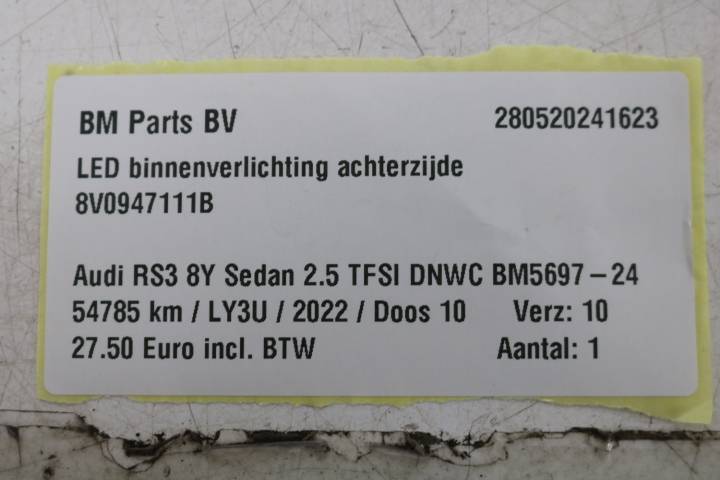 BM Parts BV 280520241623
LED binnenverlichting achterzijde
8V0947111B
Audi RS3 8Y Sedan 2.5 TFSI DNWC BM5697-24
54785 km / LY3U / 2022 / Doos 10 Verz: 10
27.50 Euro incl. BTW Aantal: 1